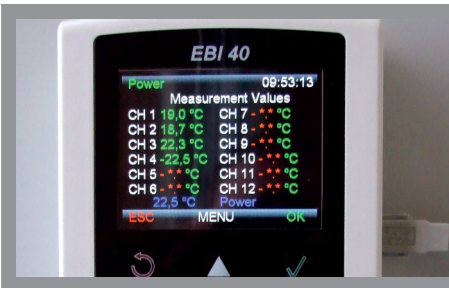 EBI 40
Power 09:53:13
Measurement Values
CH 1 19,0 °C CH 7 - *.* °C
CH 2 18,7 °C CH 8 - *.* °C
CH 3 22,3 °C CH 9 - *.* °C
CH 4 -22,5 °C CH 10 - *.* °C
CH 5 - *.* °C CH 11 - *.* °C
CH 6 - *.* °C CH 12 - *.* °C
22,5 °C Power
ESC MENU OK